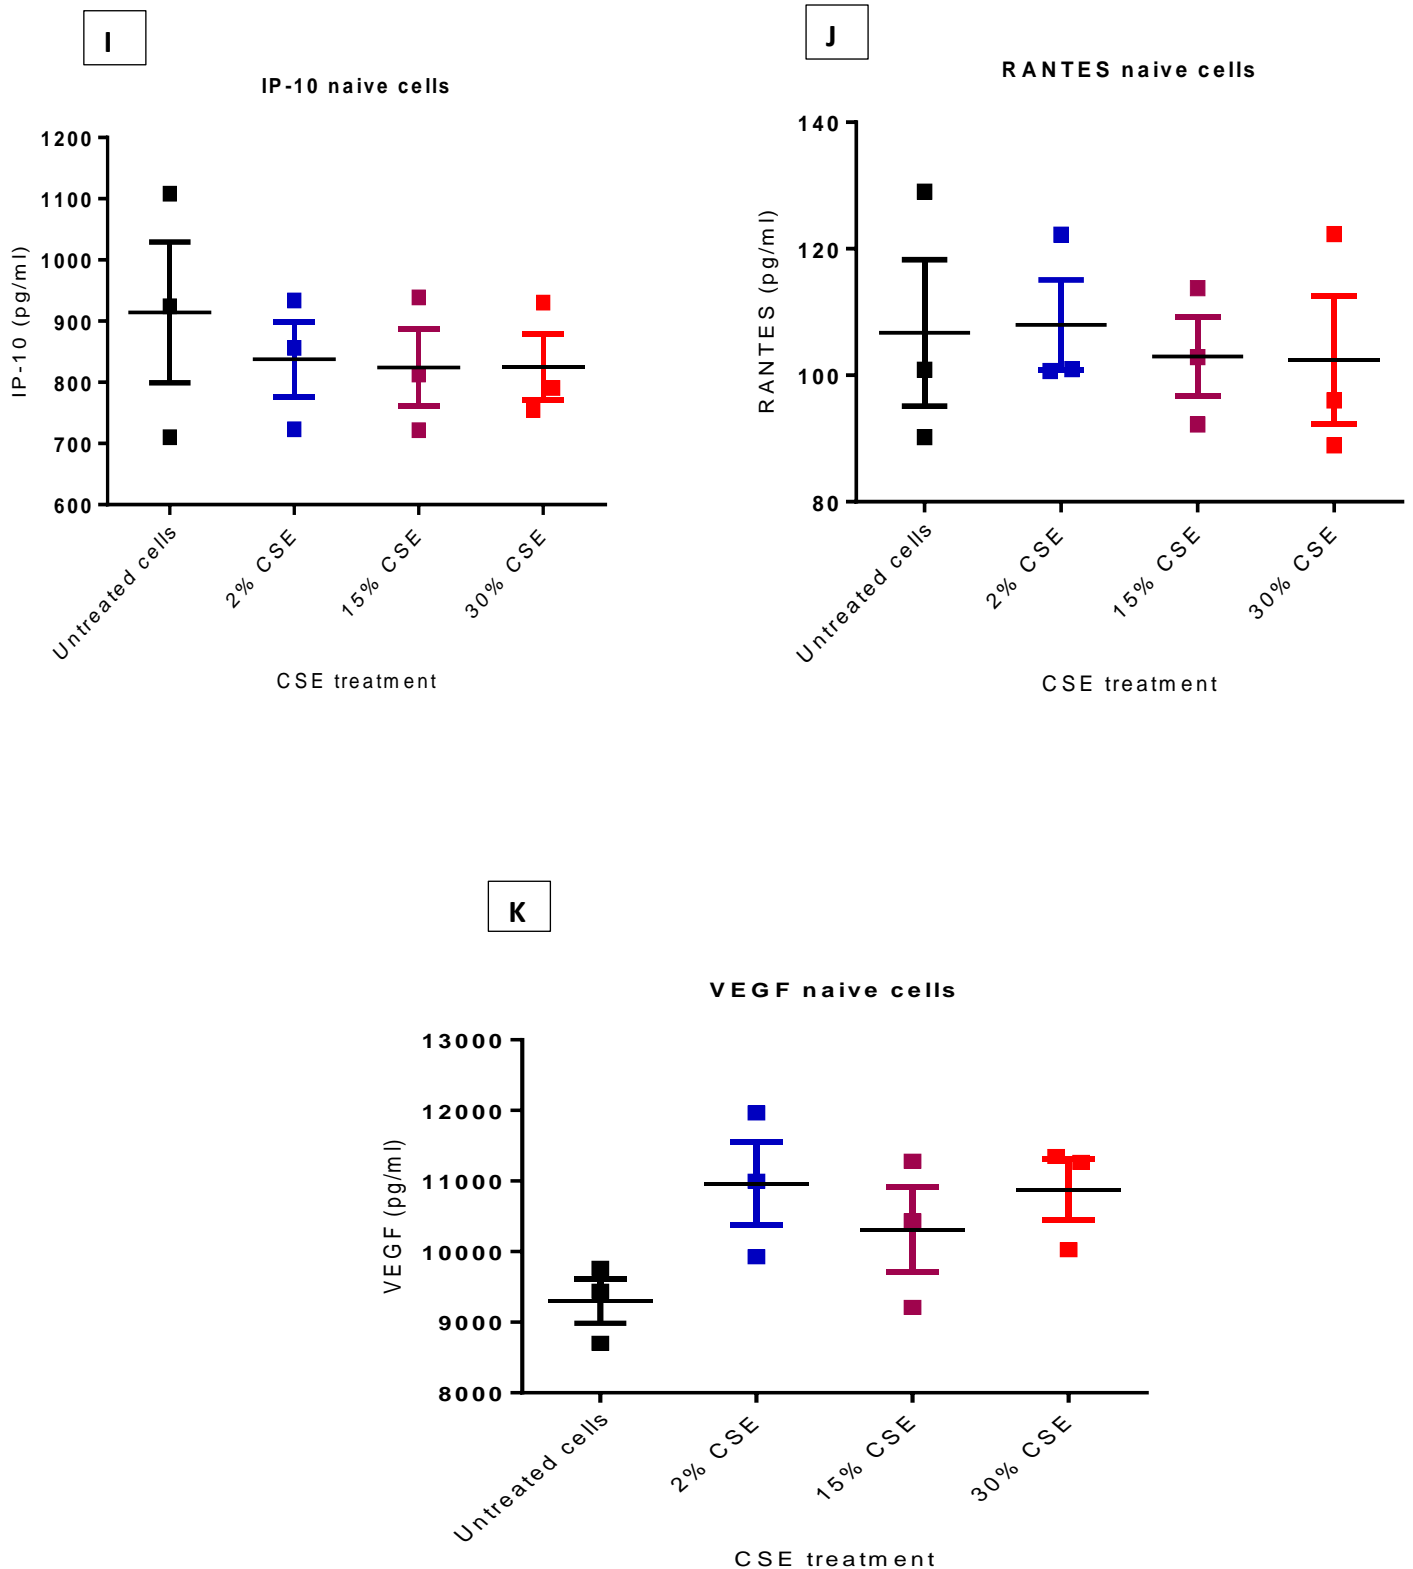 I
IP-10 naive cells
IP-10 (pg/ml)
1200
1100
1000
900
800
700
600
Untreated cells
2% CSE
15% CSE
30% CSE
CSE treatment
J
RANTES naive cells
RANTES (pg/ml)
140
120
100
80
Untreated cells
2% CSE
15% CSE
30% CSE
CSE treatment
K
VEGF naive cells
VEGF (pg/ml)
13000
12000
11000
10000
9000
8000
Untreated cells
2% CSE
15% CSE
30% CSE
CSE treatment